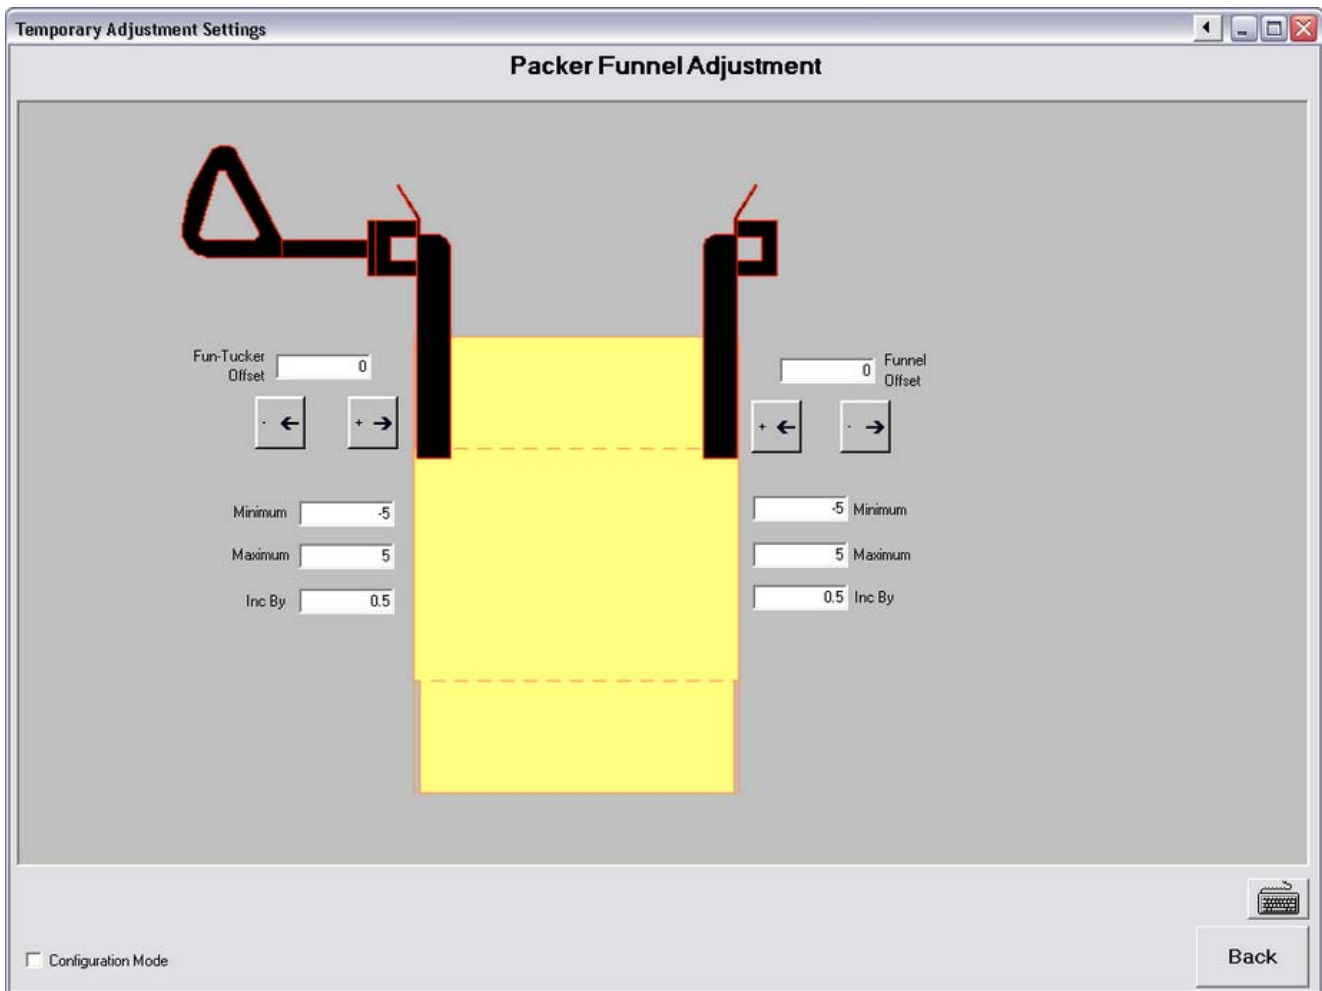 Temporary Adjustment Settings
Packer Funnel Adjustment
Fun-Tucker
Offset
0
0
Funnel
Offset
- ←
+ →
+ ←
- →
Minimum -5
-5 Minimum
Maximum 5
5 Maximum
Inc By 0.5
0.5 Inc By
Configuration Mode
Back